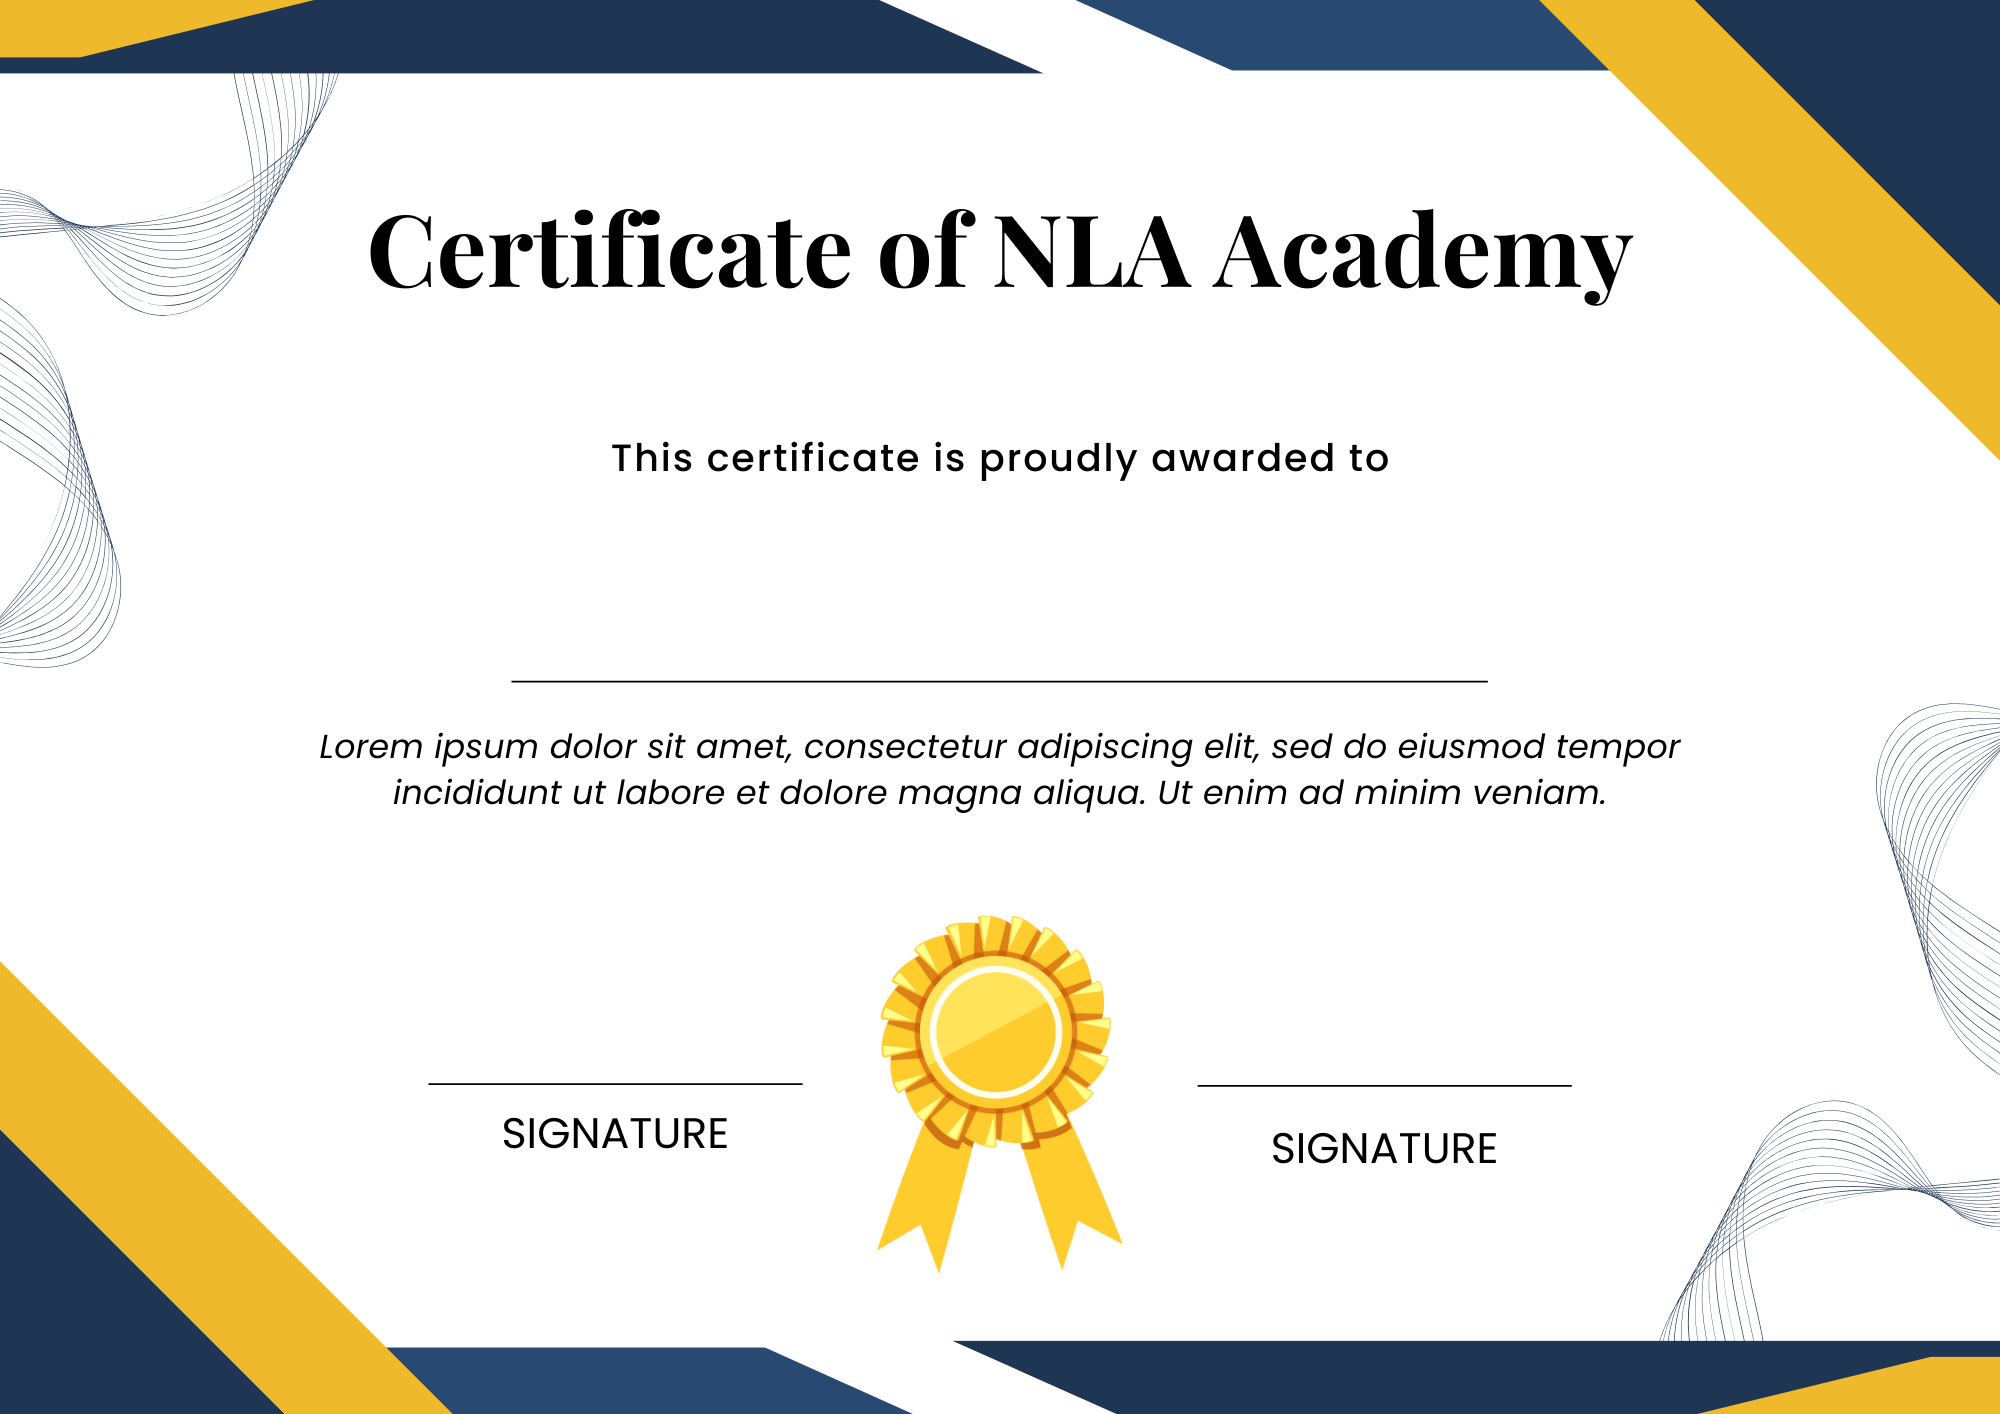 Certificate of NLA Academy
This certificate is proudly awarded to
Lorem ipsum dolor sit amet, consectetur adipiscing elit, sed do eiusmod tempor
incididunt ut labore et dolore magna aliqua. Ut enim ad minim veniam.
SIGNATURE
SIGNATURE